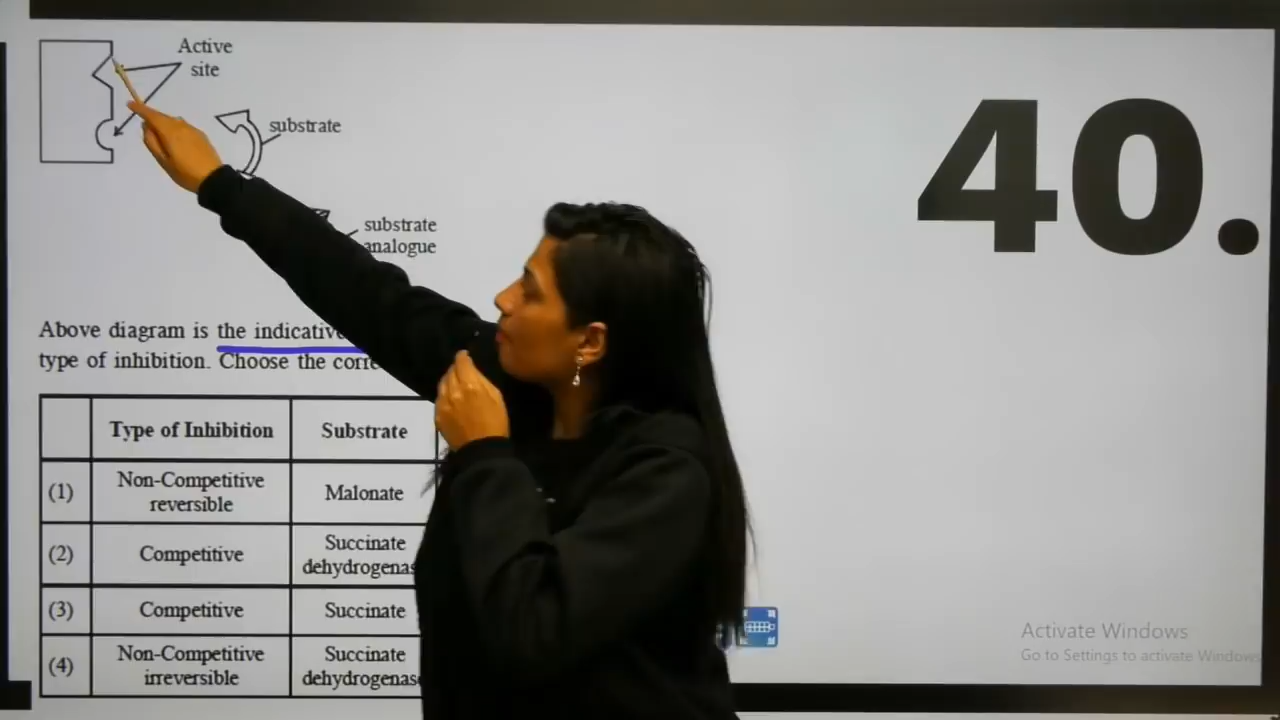 Active
site
40.
substrate
substrate
analogue
Above diagram is the indicative
type of inhibition. Choose the
Type of Inhibition Substrate
(1) Non-Competitive
reversible Malonate
(2) Competitive Succinate
dehydrogenas
(3) Competitive Succinate
(4) Non-Competitive
irreversible Succinate
dehydrogenase
Activate Windows
Go to Settings to activate Windows